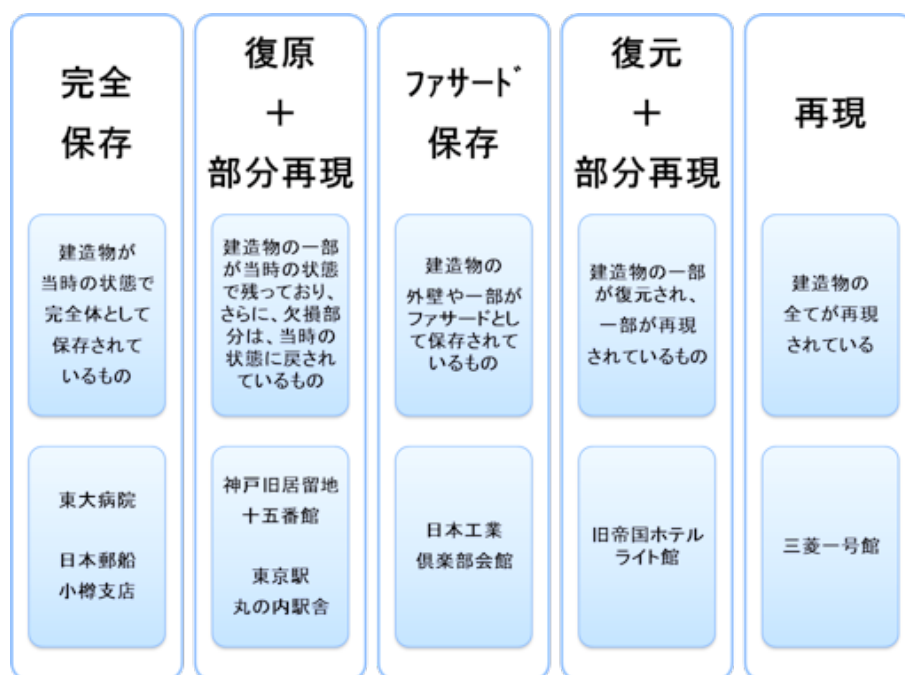 完全
保存
建造物が
当時の状態で
完全体として
保存されて
いるもの
東大病院
日本郵船
小樽支店
復原
＋
部分再現
建造物の一部
が当時の状態
で残っており、
さらに、欠損部
分は、当時の
状態に戻され
ているもの
神戸旧居留地
十五番館
東京駅
丸の内駅舎
ﾌｧｻｰﾄﾞ
保存
建造物の
外壁や一部が
ファサードとし
て保存されて
いるもの
日本工業
倶楽部会館
復元
＋
部分再現
建造物の一部
が復元され、
一部が再現
されているもの
旧帝国ホテル
ライト館
再現
建造物の
全てが再現
されている
三菱一号館